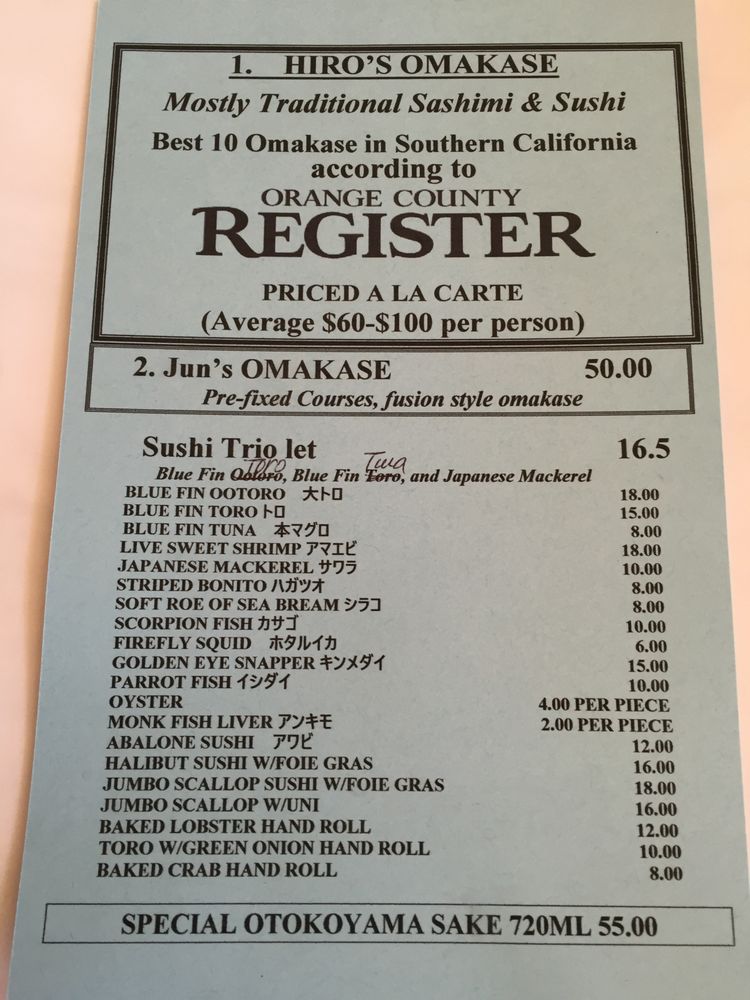 1. HIRO'S OMAKASE
Mostly Traditional Sashimi & Sushi
Best 10 Omakase in Southern California
according to
ORANGE COUNTY
REGISTER
PRICED A LA CARTE
(Average $60-$100 per person)
2. Jun's OMAKASE 50.00
Pre-fixed Courses, fusion style omakase
Sushi Trio let 16.5
Toro Tuna
Blue Fin Ootoro, Blue Fin Toro, and Japanese Mackerel
BLUE FIN OOTORO 大トロ 18.00
BLUE FIN TORO トロ 15.00
BLUE FIN TUNA 本マグロ 8.00
LIVE SWEET SHRIMP アマエビ 18.00
JAPANESE MACKEREL サワラ 10.00
STRIPED BONITO ハガツオ 8.00
SOFT ROE OF SEA BREAM シラコ 8.00
SCORPION FISH カサゴ 10.00
FIREFLY SQUID ホタルイカ 6.00
GOLDEN EYE SNAPPER キンメダイ 15.00
PARROT FISH イシダイ 10.00
OYSTER 4.00 PER PIECE
MONK FISH LIVER アンキモ 2.00 PER PIECE
ABALONE SUSHI アワビ 12.00
HALIBUT SUSHI W/FOIE GRAS 16.00
JUMBO SCALLOP SUSHI W/FOIE GRAS 18.00
JUMBO SCALLOP W/UNI 16.00
BAKED LOBSTER HAND ROLL 12.00
TORO W/GREEN ONION HAND ROLL 10.00
BAKED CRAB HAND ROLL 8.00
SPECIAL OTOKOYAMA SAKE 720ML 55.00